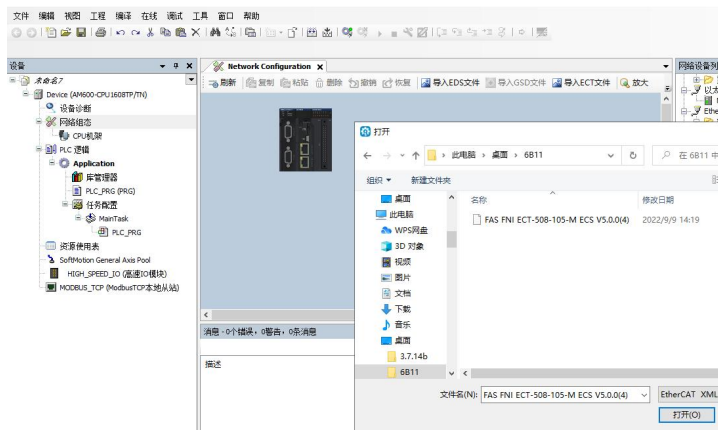 文件 编辑 视图 工程 编译 在线 调试 工具 窗口 帮助
设备
未命名7
Device (AM600-CPU1608TP/TN)
设备诊断
网络组态
CPU机架
PLC 逻辑
Application
库管理器
PLC_PRG (PRG)
任务配置
MainTask
PLC_PRG
资源使用表
SoftMotion General Axis Pool
HIGH_SPEED_IO (高速IO模块)
MODBUS_TCP (ModbusTCP本地从站)
Network Configuration
刷新 复制 粘贴 删除 撤销 恢复 导入EDS文件 导入GSD文件 导入ECT文件 放大
消息 - 0个错误，0警告，0条消息
描述
网络设备列
以太
Ethe
打开
此电脑 › 桌面 › 6B11
在 6B11 中
组织 新建文件夹
名称 修改日期
FAS FNI ECT-508-105-M ECS V5.0.0(4) 2022/9/9 14:19
桌面
此电脑
WPS网盘
3D 对象
视频
图片
文档
下载
音乐
桌面
3.7.14b
6B11
文件名(N): FAS FNI ECT-508-105-M ECS V5.0.0(4) EtherCAT XML
打开(O)